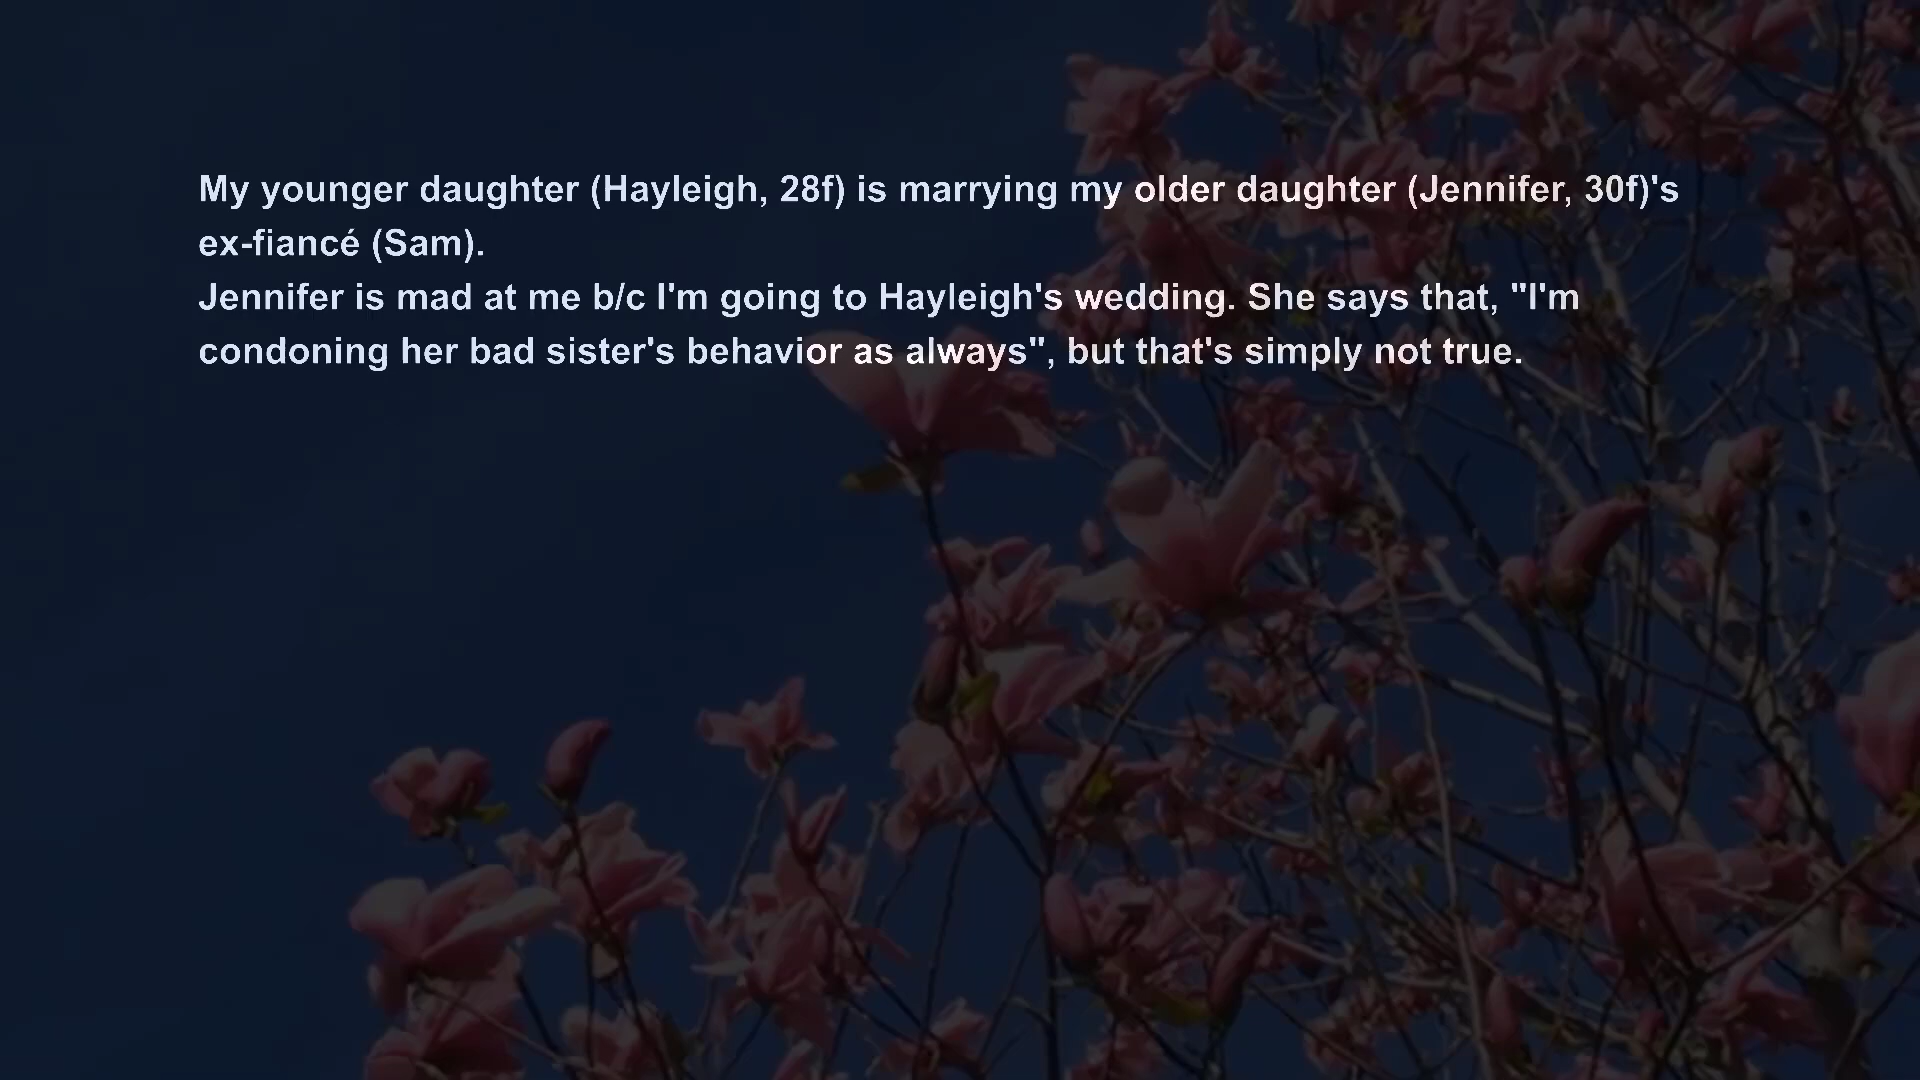 My younger daughter (Hayleigh, 28f) is marrying my older daughter (Jennifer, 30f)'s
ex-fiancé (Sam).
Jennifer is mad at me b/c I'm going to Hayleigh's wedding. She says that, "I'm
condoning her bad sister's behavior as always", but that's simply not true.